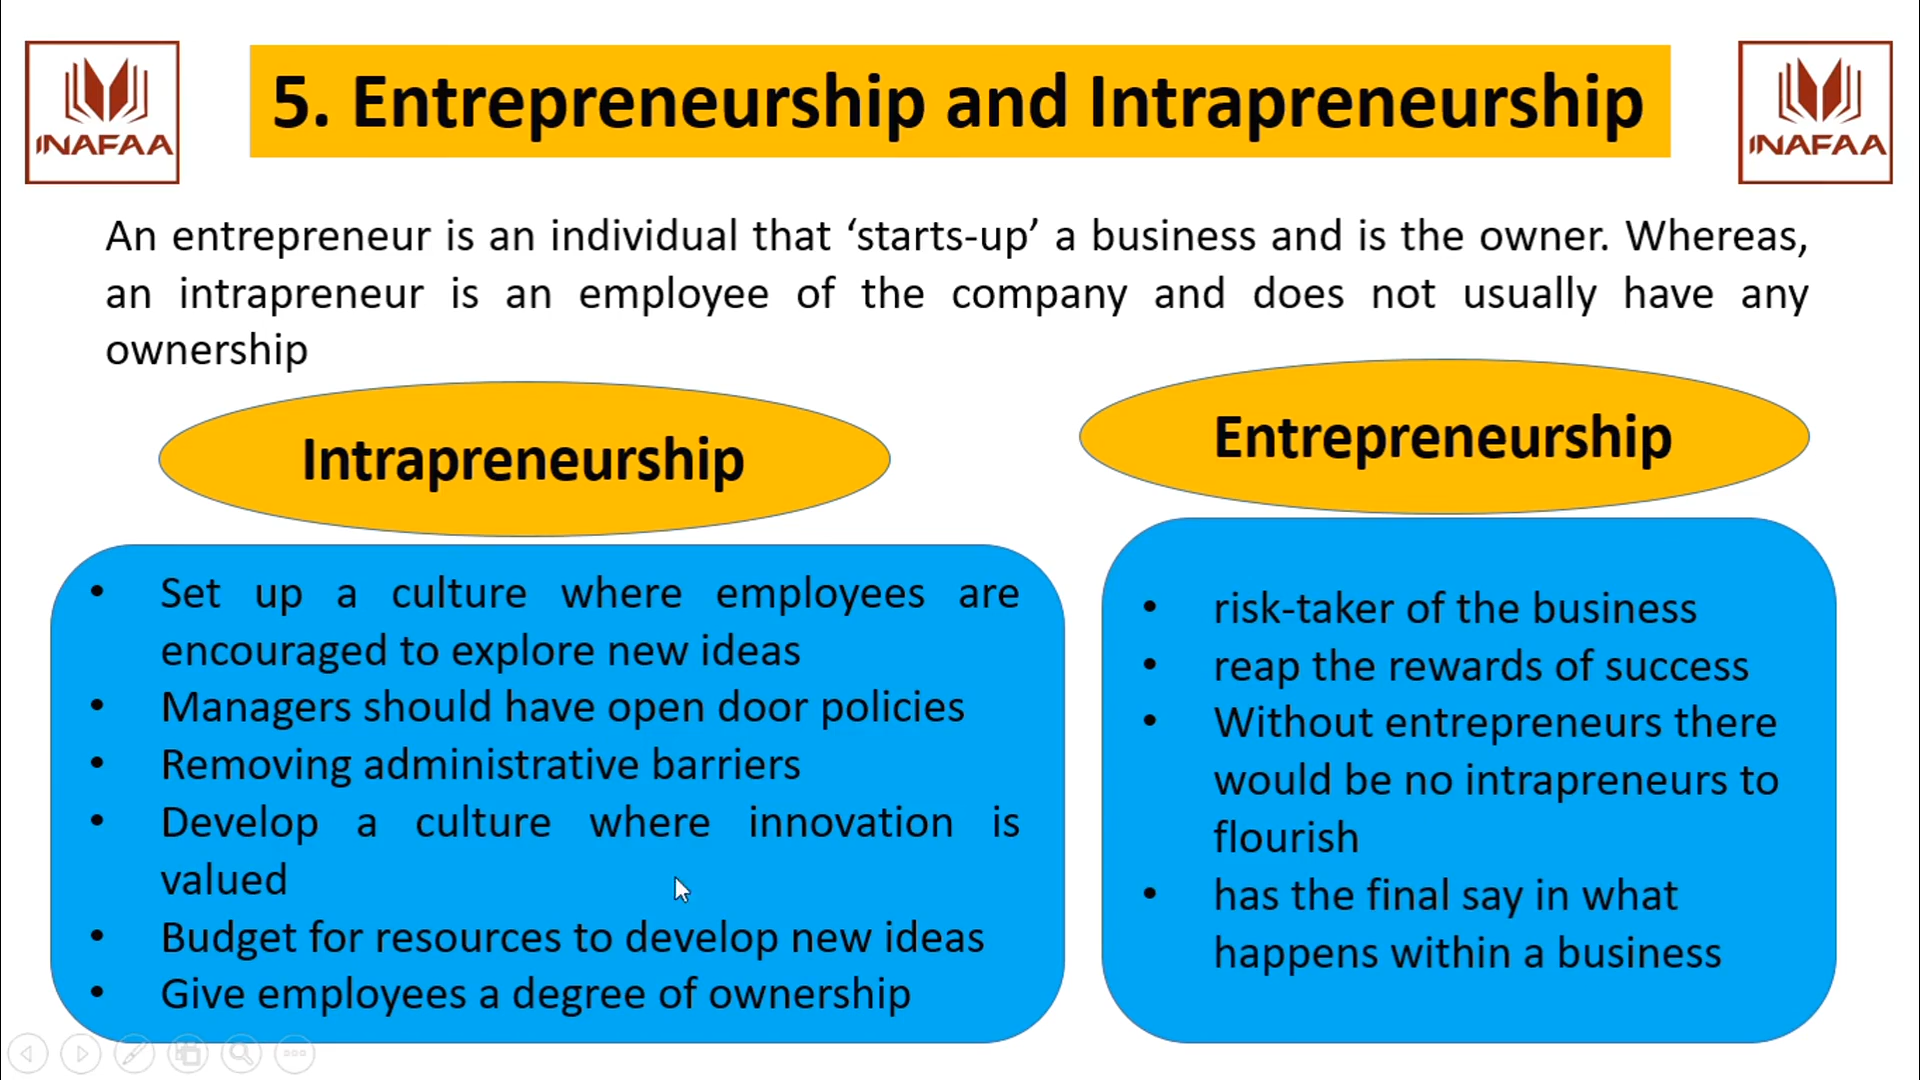 5. Entrepreneurship and Intrapreneurship
INAFAA
INAFAA
An entrepreneur is an individual that ‘starts-up’ a business and is the owner. Whereas,
an intrapreneur is an employee of the company and does not usually have any
ownership
Intrapreneurship
• Set up a culture where employees are
encouraged to explore new ideas
• Managers should have open door policies
• Removing administrative barriers
• Develop a culture where innovation is
valued
• Budget for resources to develop new ideas
• Give employees a degree of ownership
Entrepreneurship
• risk-taker of the business
• reap the rewards of success
• Without entrepreneurs there
would be no intrapreneurs to
flourish
• has the final say in what
happens within a business